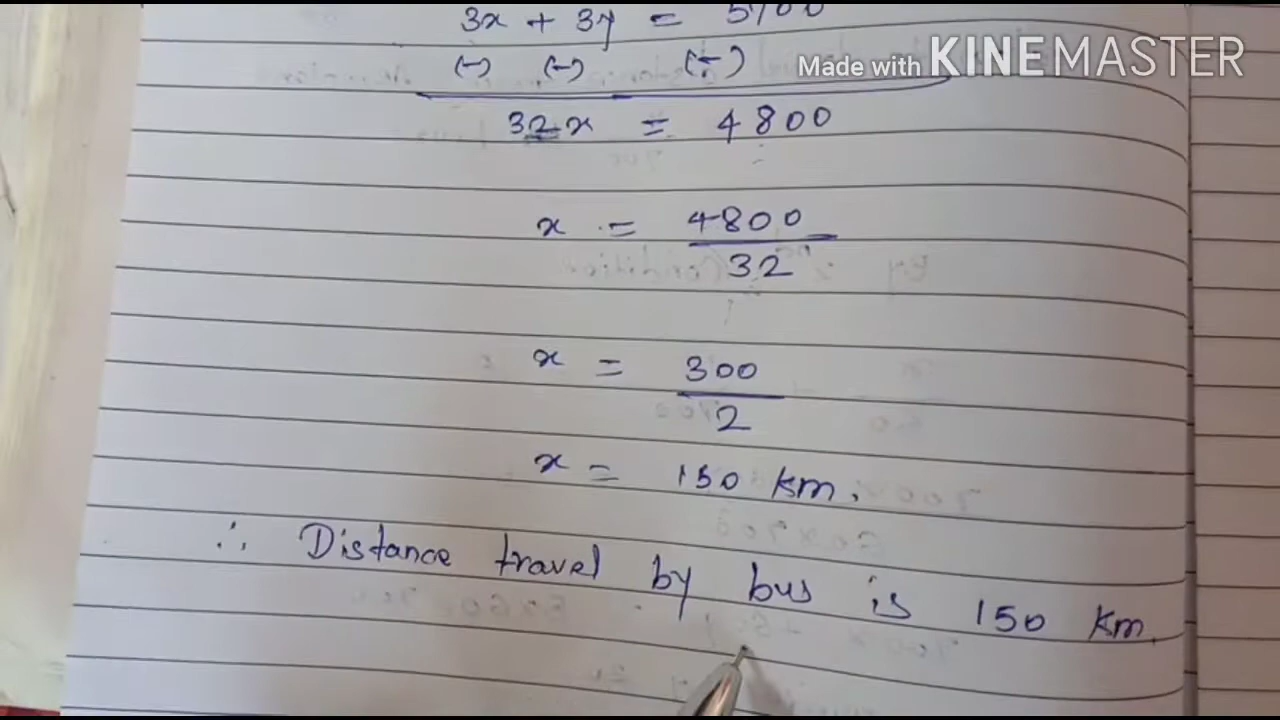 3x + 3y = 5700
(-) (-) (-)
Made with KINEMASTER
32x = 4800
x = 4800
32
x = 300
2
x = 150 km.
∴ Distance travel by bus is 150 km.